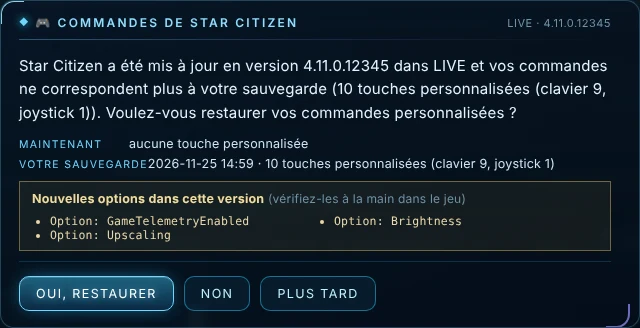 COMMANDES DE STAR CITIZEN
LIVE · 4.11.0.12345
Star Citizen a été mis à jour en version 4.11.0.12345 dans LIVE et vos commandes
ne correspondent plus à votre sauvegarde (10 touches personnalisées (clavier 9,
joystick 1)). Voulez-vous restaurer vos commandes personnalisées ?
MAINTENANT aucune touche personnalisée
VOTRE SAUVEGARDE 2026-11-25 14:59 · 10 touches personnalisées (clavier 9, joystick 1)
Nouvelles options dans cette version (vérifiez-les à la main dans le jeu)
• Option: GameTelemetryEnabled
• Option: Upscaling
• Option: Brightness
OUI, RESTAURER
NON
PLUS TARD